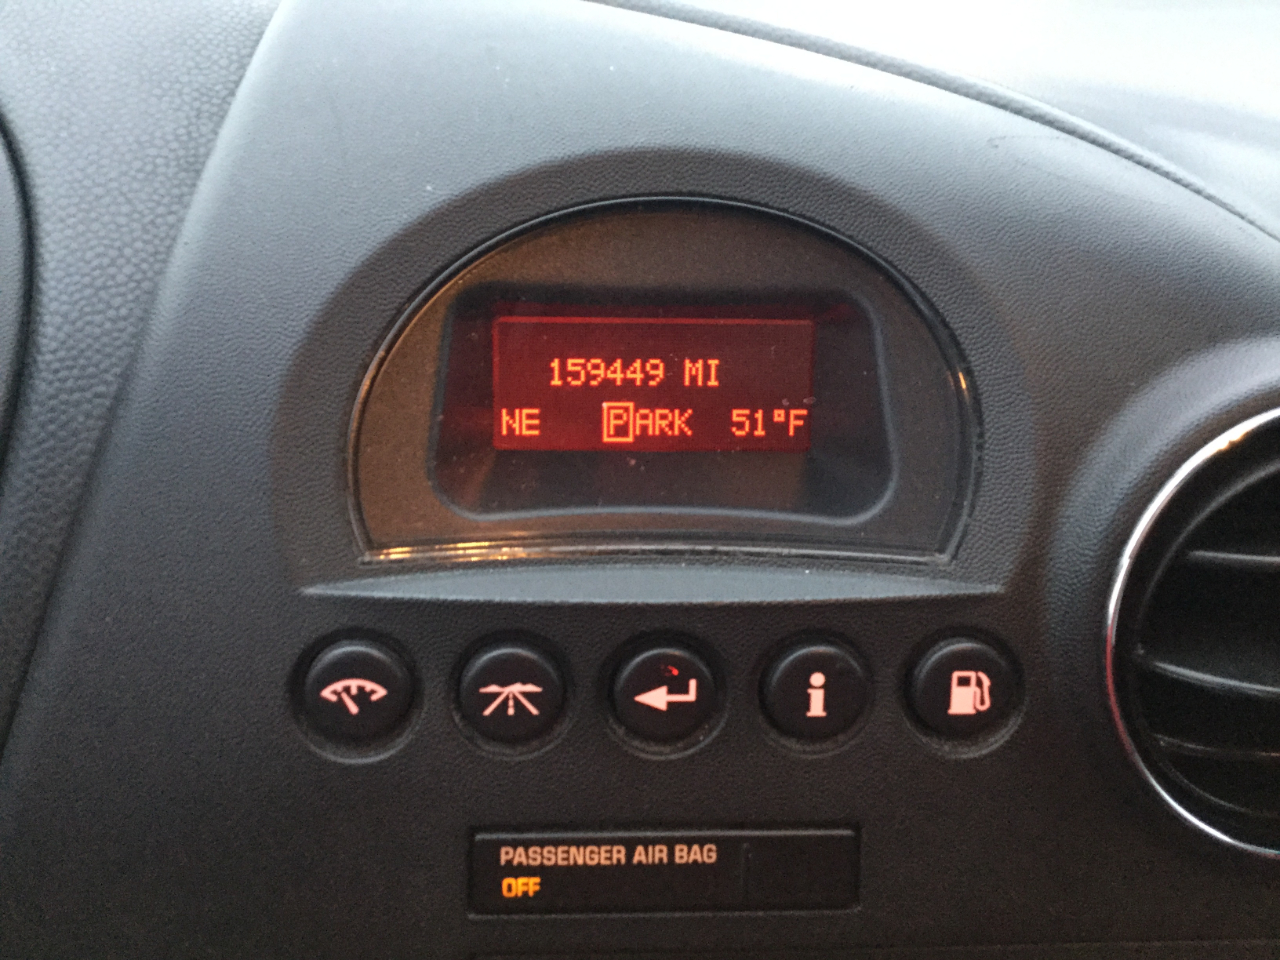 159449 MI
NE PARK 51°F
i
PASSENGER AIR BAG
OFF